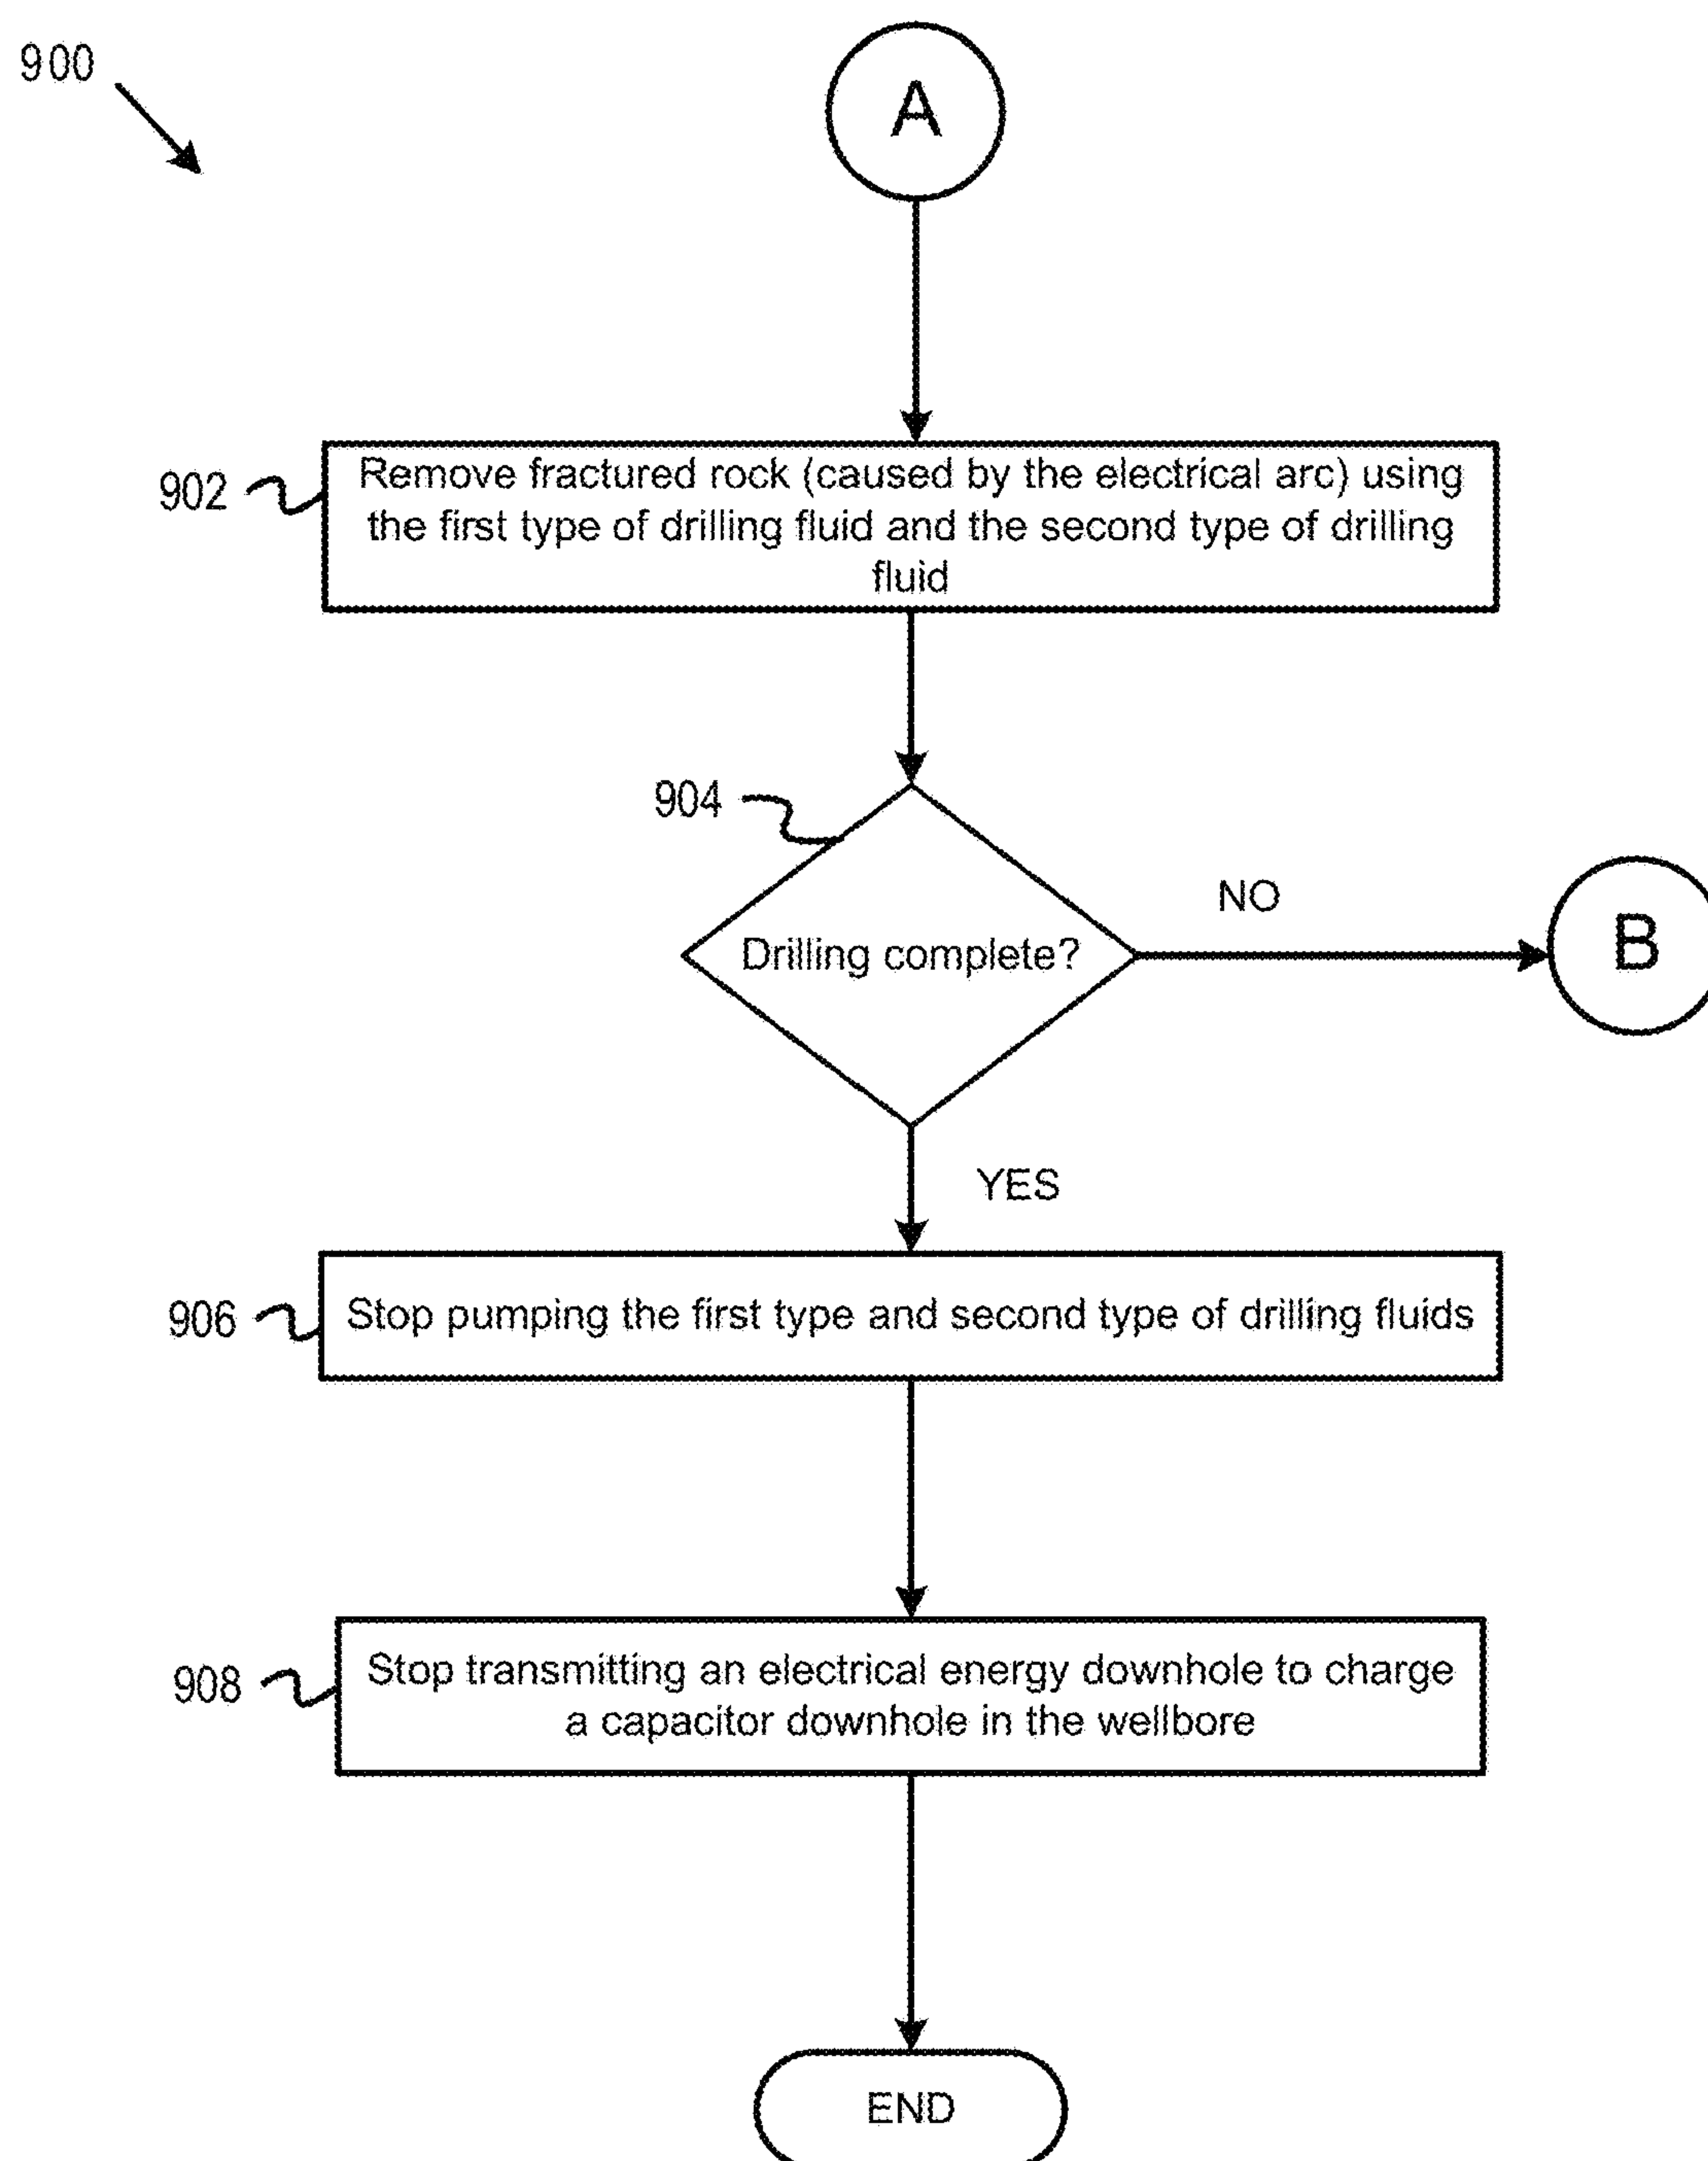 900
A
902
Remove fractured rock (caused by the electrical arc) using
the first type of drilling fluid and the second type of drilling
fluid
904
Drilling complete?
NO
B
YES
906
Stop pumping the first type and second type of drilling fluids
908
Stop transmitting an electrical energy downhole to charge
a capacitor downhole in the wellbore
END